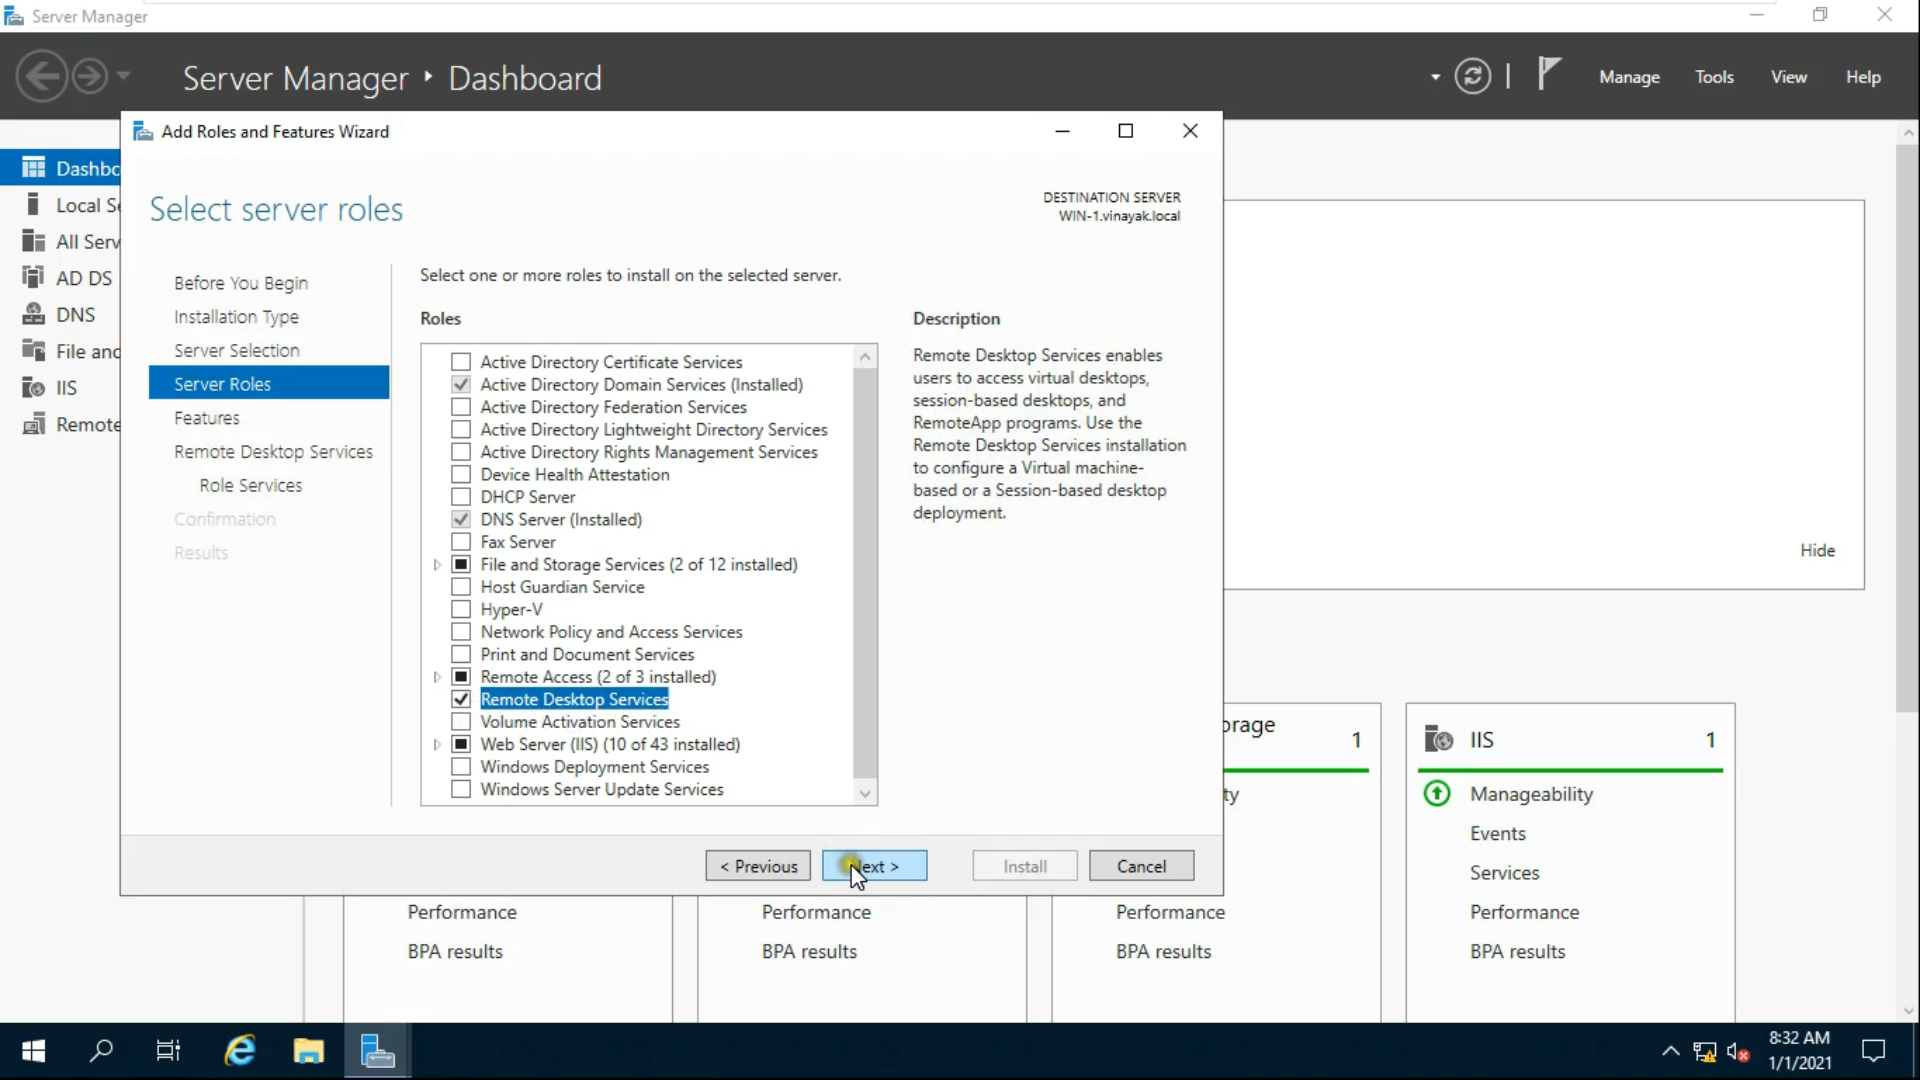 Server Manager
Server Manager
Dashboard
Manage
Tools
View
Help
Dashbo
Local Se
All Serv
AD DS
DNS
File and
IIS
Remote
Add Roles and Features Wizard
Select server roles
DESTINATION SERVER
WIN-1.vinayak.local
Before You Begin
Installation Type
Server Selection
Server Roles
Features
Remote Desktop Services
Role Services
Confirmation
Results
Select one or more roles to install on the selected server.
Roles
Active Directory Certificate Services
Active Directory Domain Services (Installed)
Active Directory Federation Services
Active Directory Lightweight Directory Services
Active Directory Rights Management Services
Device Health Attestation
DHCP Server
DNS Server (Installed)
Fax Server
File and Storage Services (2 of 12 installed)
Host Guardian Service
Hyper-V
Network Policy and Access Services
Print and Document Services
Remote Access (2 of 3 installed)
Remote Desktop Services
Volume Activation Services
Web Server (IIS) (10 of 43 installed)
Windows Deployment Services
Windows Server Update Services
Description
Remote Desktop Services enables
users to access virtual desktops,
session-based desktops, and
RemoteApp programs. Use the
Remote Desktop Services installation
to configure a Virtual machine-
based or a Session-based desktop
deployment.
< Previous
Next >
Install
Cancel
Hide
orage
1
ty
IIS
1
Manageability
Events
Services
Performance
BPA results
Performance
BPA results
Performance
BPA results
Performance
BPA results
8:32 AM
1/1/2021